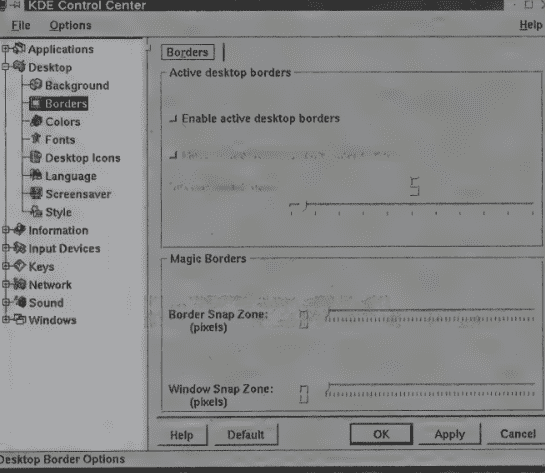 KDE Control Center
File Options Help
Applications
Desktop
Background
Borders
Colors
Fonts
Desktop Icons
Language
Screensaver
Style
Information
Input Devices
Keys
Network
Sound
Windows
Borders
Active desktop borders
Enable active desktop borders
Magic Borders
Border Snap Zone:
(pixels)
Window Snap Zone:
(pixels)
Help Default OK Apply Cancel
Desktop Border Options